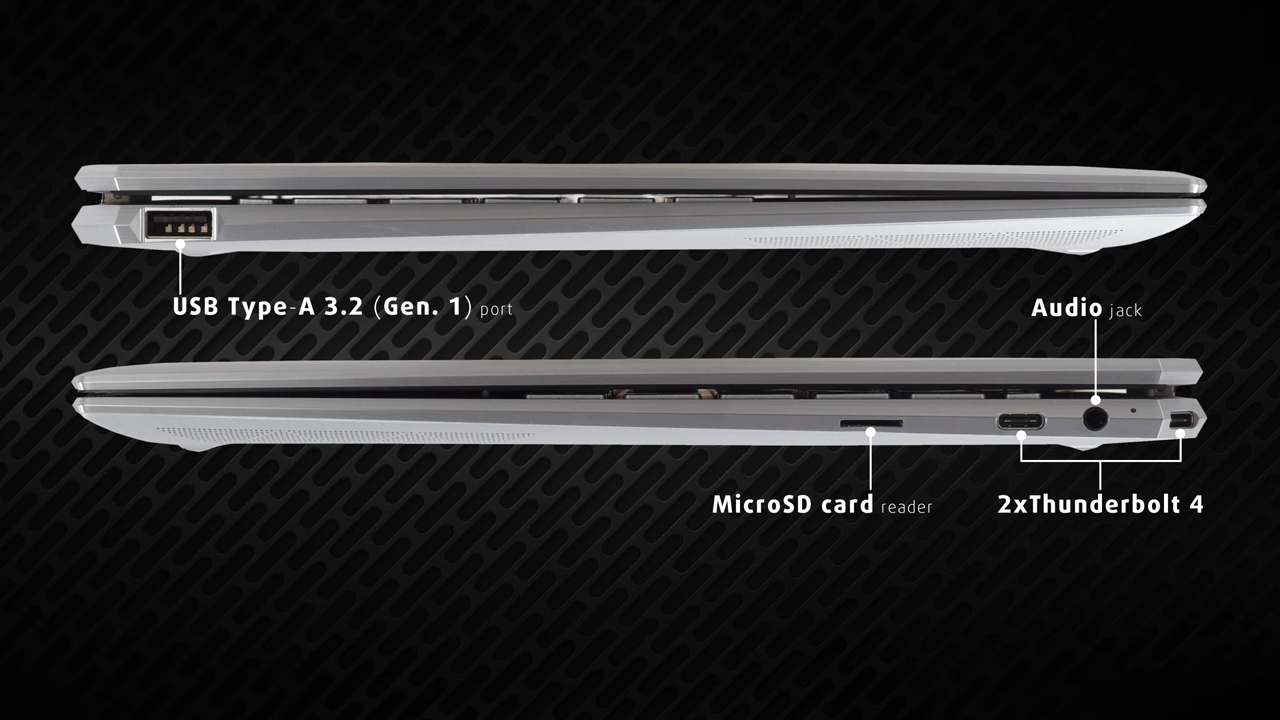 USB Type-A 3.2 (Gen. 1) port
Audio jack
MicroSD card reader
2xThunderbolt 4